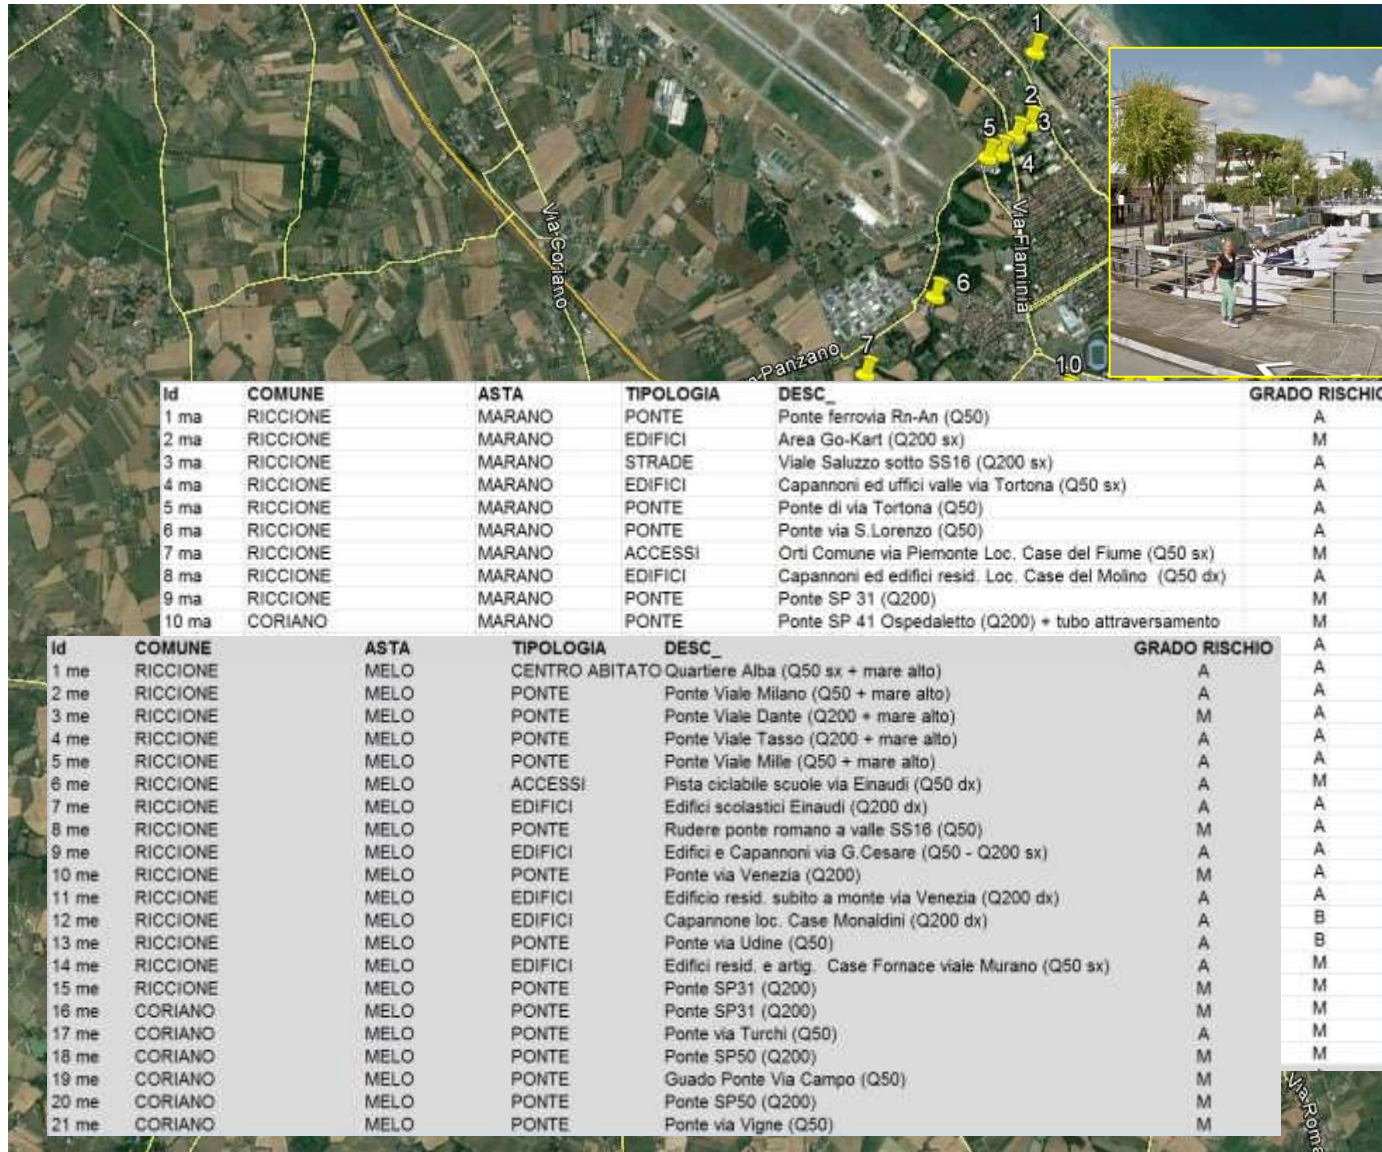 1
2
3
5
4
Via Coriano
Via Flaminia
6
7
Panzano
10
Id COMUNE ASTA TIPOLOGIA DESC_ GRADO RISCHIO
1 ma RICCIONE MARANO PONTE Ponte ferrovia Rn-An (Q50) A
2 ma RICCIONE MARANO EDIFICI Area Go-Kart (Q200 sx) M
3 ma RICCIONE MARANO STRADE Viale Saluzzo sotto SS16 (Q200 sx) A
4 ma RICCIONE MARANO EDIFICI Capannoni ed uffici valle via Tortona (Q50 sx) A
5 ma RICCIONE MARANO PONTE Ponte di via Tortona (Q50) A
6 ma RICCIONE MARANO PONTE Ponte via S.Lorenzo (Q50) A
7 ma RICCIONE MARANO ACCESSI Orti Comune via Piemonte Loc. Case del Fiume (Q50 sx) M
8 ma RICCIONE MARANO EDIFICI Capannoni ed edifici resid. Loc. Case del Molino (Q50 dx) A
9 ma RICCIONE MARANO PONTE Ponte SP 31 (Q200) M
10 ma CORIANO MARANO PONTE Ponte SP 41 Ospedaletto (Q200) + tubo attraversamento M
A
A
A
A
A
A
M
A
A
A
A
A
B
B
M
M
M
M
M
Id COMUNE ASTA TIPOLOGIA DESC_ GRADO RISCHIO
1 me RICCIONE MELO CENTRO ABITATO Quartiere Alba (Q50 sx + mare alto) A
2 me RICCIONE MELO PONTE Ponte Viale Milano (Q50 + mare alto) A
3 me RICCIONE MELO PONTE Ponte Viale Dante (Q200 + mare alto) M
4 me RICCIONE MELO PONTE Ponte Viale Tasso (Q200 + mare alto) A
5 me RICCIONE MELO PONTE Ponte Viale Mille (Q50 + mare alto) A
6 me RICCIONE MELO ACCESSI Pista ciclabile scuole via Einaudi (Q50 dx) A
7 me RICCIONE MELO EDIFICI Edifici scolastici Einaudi (Q200 dx) A
8 me RICCIONE MELO PONTE Rudere ponte romano a valle SS16 (Q50) M
9 me RICCIONE MELO EDIFICI Edifici e Capannoni via G.Cesare (Q50 - Q200 sx) A
10 me RICCIONE MELO PONTE Ponte via Venezia (Q200) M
11 me RICCIONE MELO EDIFICI Edificio resid. subito a monte via Venezia (Q200 dx) A
12 me RICCIONE MELO EDIFICI Capannone loc. Case Monaldini (Q200 dx) A
13 me RICCIONE MELO PONTE Ponte via Udine (Q50) A
14 me RICCIONE MELO EDIFICI Edifici resid. e artig. Case Fornace viale Murano (Q50 sx) A
15 me RICCIONE MELO PONTE Ponte SP31 (Q200) M
16 me CORIANO MELO PONTE Ponte SP31 (Q200) M
17 me CORIANO MELO PONTE Ponte via Turchi (Q50) A
18 me CORIANO MELO PONTE Ponte SP50 (Q200) M
19 me CORIANO MELO PONTE Guado Ponte Via Campo (Q50) M
20 me CORIANO MELO PONTE Ponte SP50 (Q200) M
21 me CORIANO MELO PONTE Ponte via Vigne (Q50) M
Via Roma